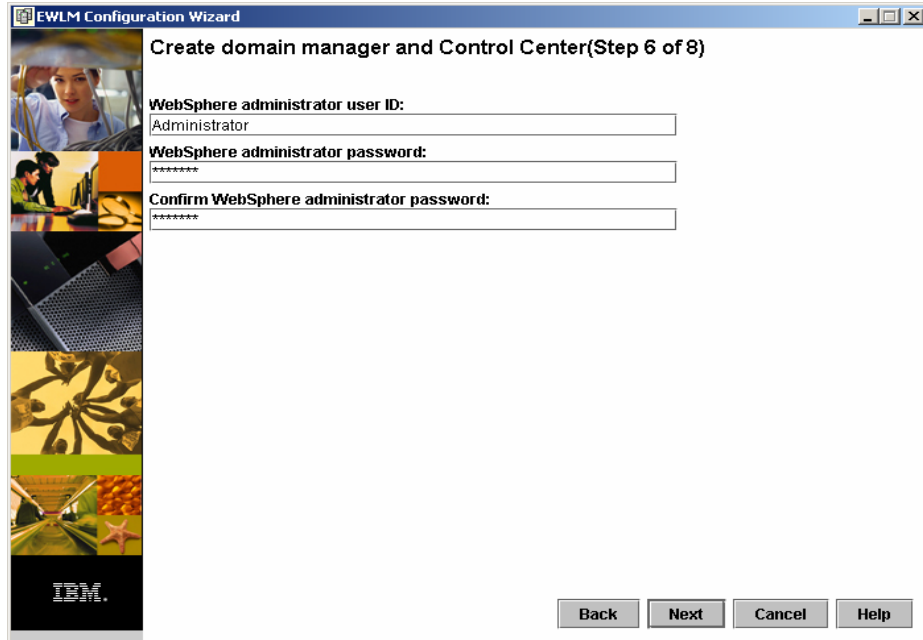 EWLM Configuration Wizard
Create domain manager and Control Center(Step 6 of 8)
WebSphere administrator user ID:
Administrator
WebSphere administrator password:
*******
Confirm WebSphere administrator password:
*******
IBM.
Back Next Cancel Help